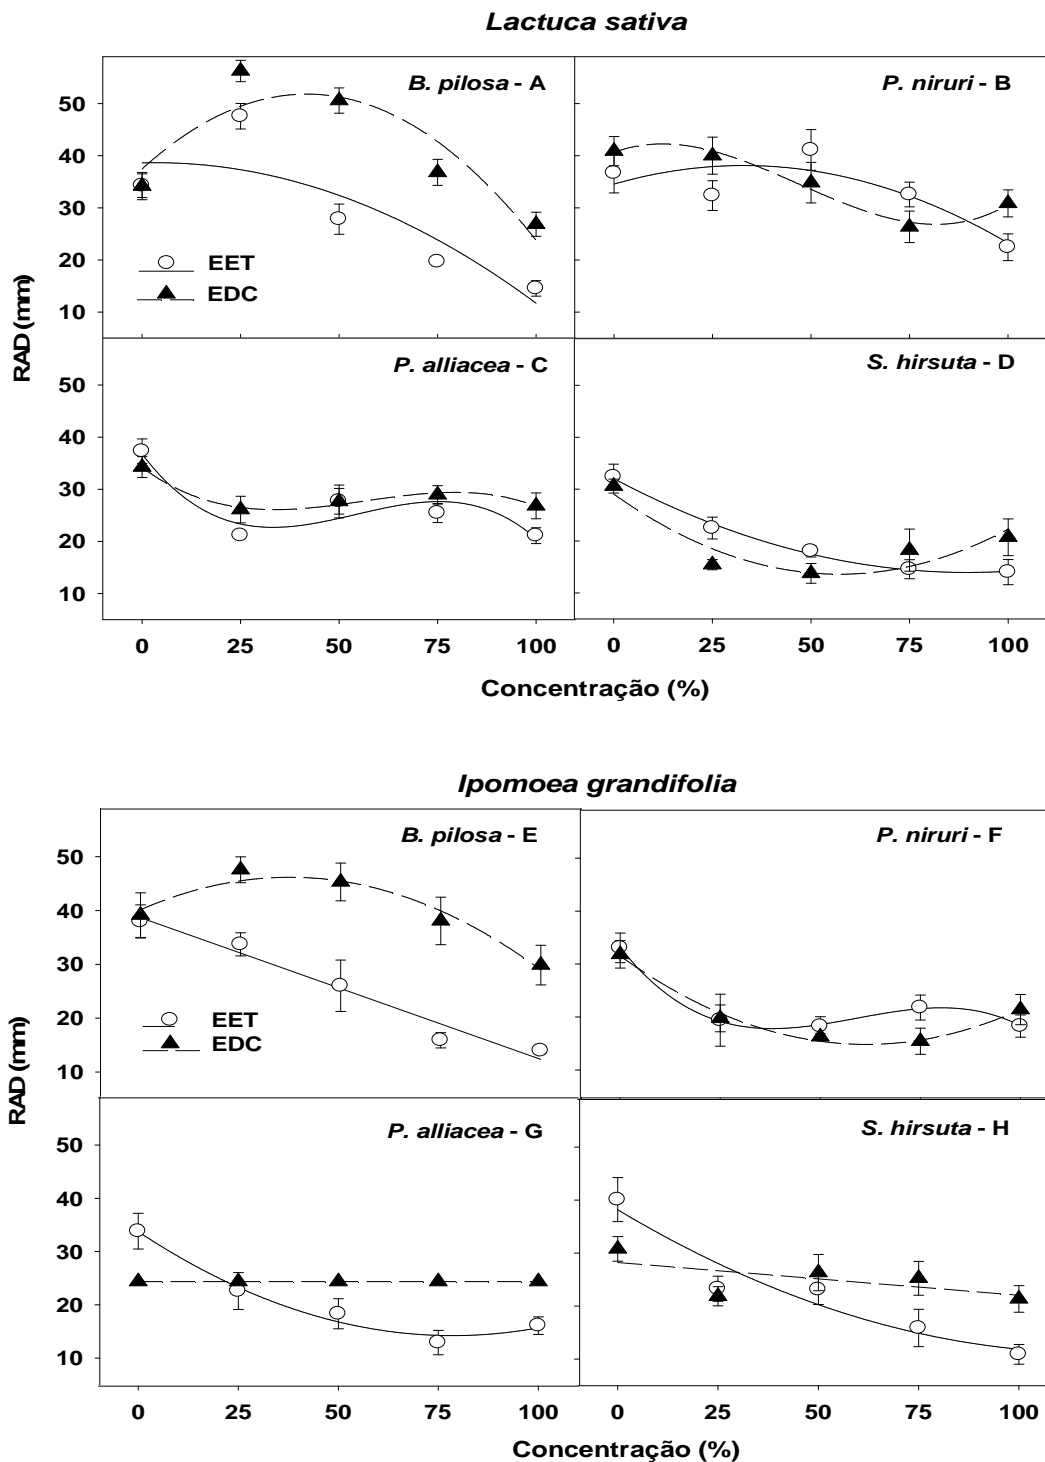 Lactuca sativa
B. pilosa - A
P. niruri - B
50
40
30
20
10
EET
EDC
RAD (mm)
P. alliacea - C
S. hirsuta - D
50
40
30
20
10
0 25 50 75 100 0 25 50 75 100
Concentração (%)
Ipomoea grandifolia
B. pilosa - E
P. niruri - F
50
40
30
20
10
EET
EDC
RAD (mm)
P. alliacea - G
S. hirsuta - H
50
40
30
20
10
0 25 50 75 100 0 25 50 75 100
Concentração (%)